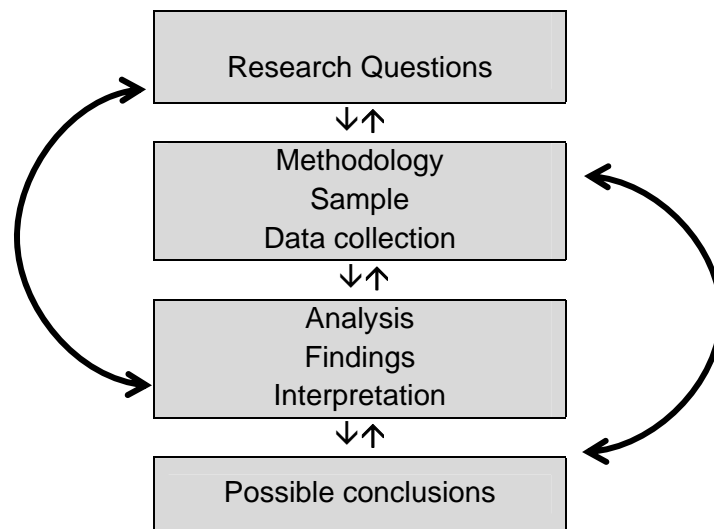 Research Questions
Methodology
Sample
Data collection
Analysis
Findings
Interpretation
Possible conclusions